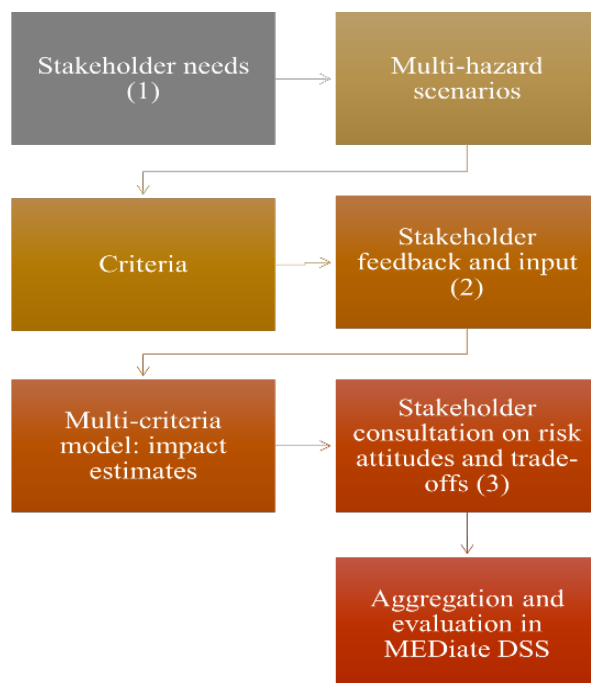 Stakeholder needs
(1)
Multi-hazard
scenarios
Criteria
Stakeholder
feedback and input
(2)
Multi-criteria
model: impact
estimates
Stakeholder
consultation on risk
attitudes and trade-
offs (3)
Aggregation and
evaluation in
MEDiate DSS